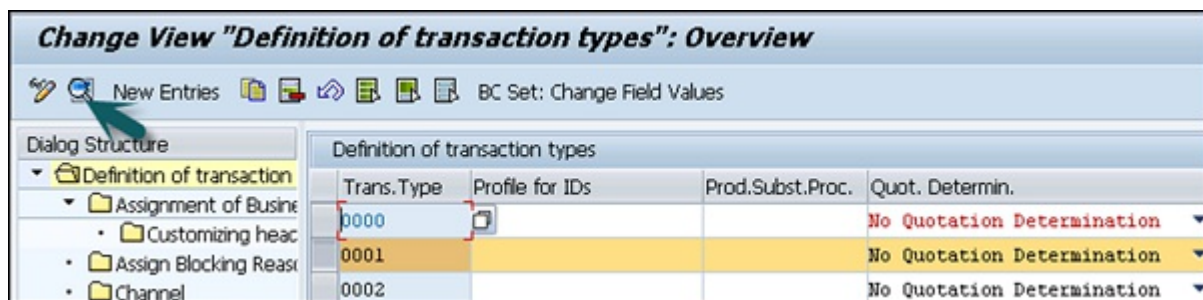 Change View "Definition of transaction types": Overview
New Entries BC Set: Change Field Values
Dialog Structure
Definition of transaction
Assignment of Busine
Customizing heac
Assign Blocking Reas
Channel
Definition of transaction types
Trans.Type Profile for IDs Prod.Subst.Proc. Quot. Determin.
0000 No Quotation Determination
0001 No Quotation Determination
0002 No Quotation Determination